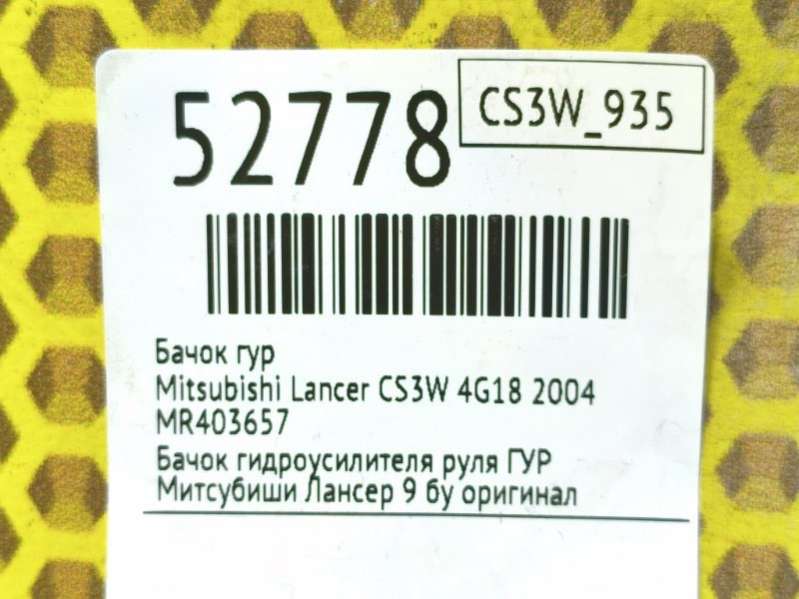 52778
CS3W_935
Бачок гур
Mitsubishi Lancer CS3W 4G18 2004
MR403657
Бачок гидроусилителя руля ГУР
Митсубиши Лансер 9 бу оригинал